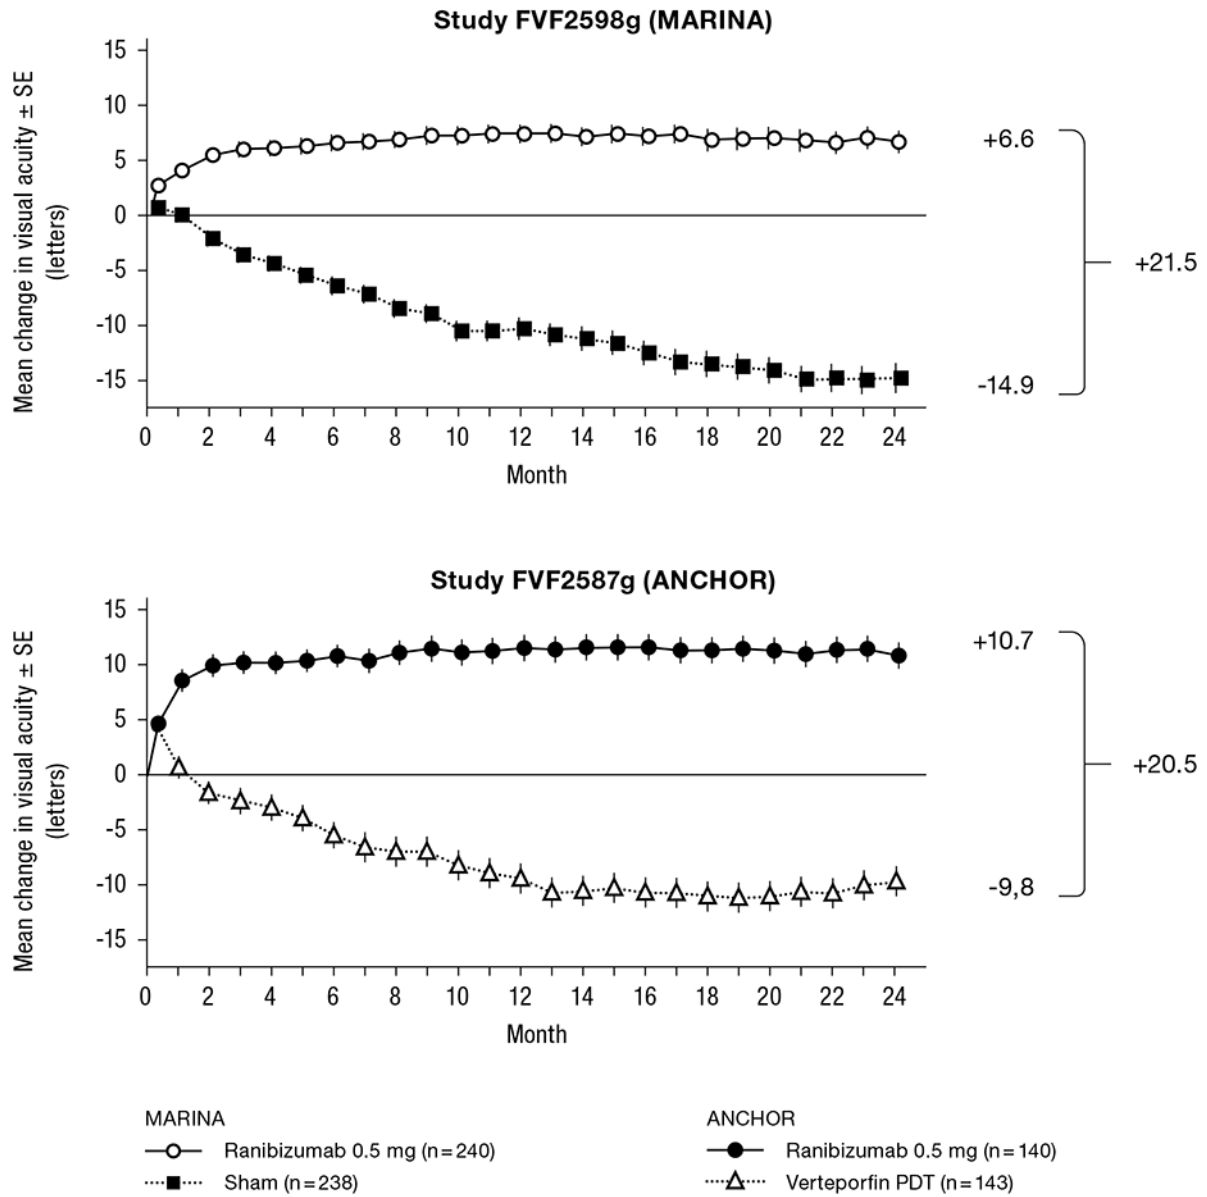 Study FVF2598g (MARINA)
Mean change in visual acuity ± SE
(letters)
15
10
5
0
-5
-10
-15
+6.6
+21.5
-14.9
0 2 4 6 8 10 12 14 16 18 20 22 24
Month
Study FVF2587g (ANCHOR)
Mean change in visual acuity ± SE
(letters)
15
10
5
0
-5
-10
-15
+10.7
+20.5
-9,8
0 2 4 6 8 10 12 14 16 18 20 22 24
Month
MARINA
Ranibizumab 0.5 mg (n=240)
Sham (n=238)
ANCHOR
Ranibizumab 0.5 mg (n=140)
Verteporfin PDT (n=143)